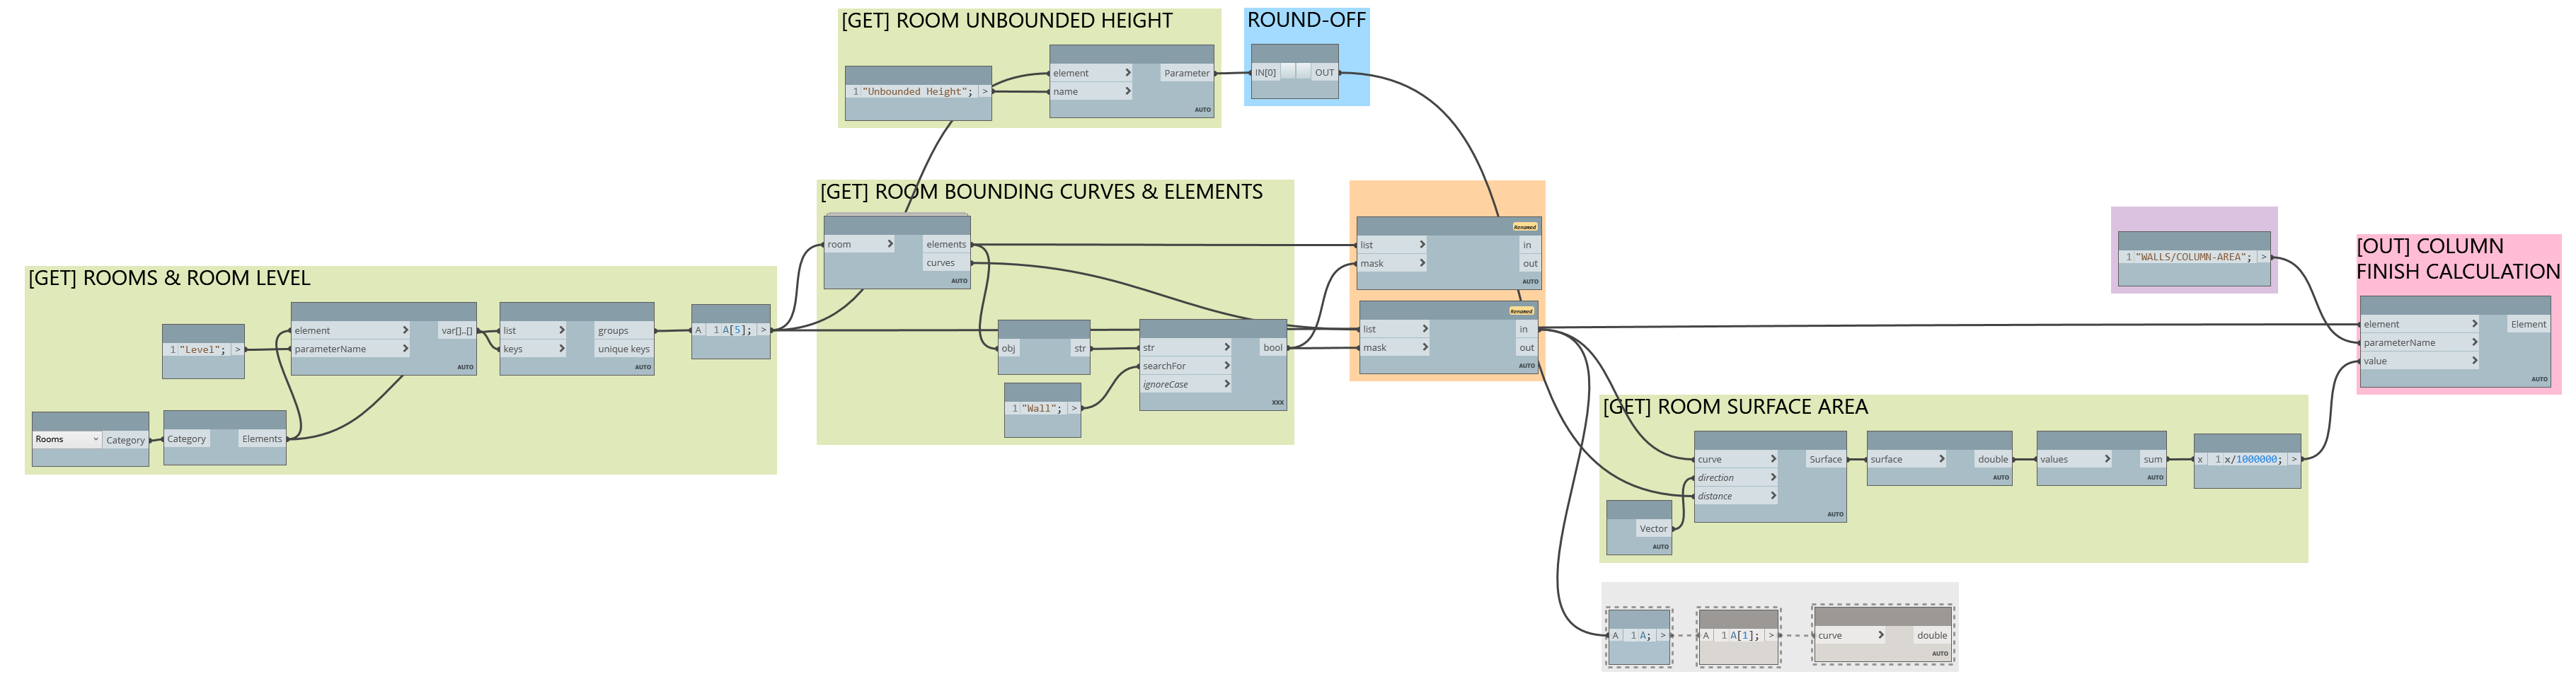 [GET] ROOM UNBOUNDED HEIGHT
1 "Unbounded Height"; >
element > Parameter
name >
AUTO
ROUND-OFF
IN[0] OUT
[GET] ROOMS & ROOM LEVEL
1 "Level"; >
element > var[]..[]
parameterName >
AUTO
list > groups
keys > unique keys
AUTO
A 1 A[5]; >
Rooms Category
Category Elements
[GET] ROOM BOUNDING CURVES & ELEMENTS
room > elements
curves
AUTO
obj str
1 "Wall"; >
str > bool
searchFor >
ignoreCase >
XXX
Renamed
list > in
mask > out
AUTO
Renamed
list > in
mask > out
AUTO
1 "WALLS/COLUMN-AREA"; >
[OUT] COLUMN
FINISH CALCULATION
element > Element
parameterName >
value >
AUTO
[GET] ROOM SURFACE AREA
curve > Surface
direction >
distance >
AUTO
Vector
AUTO
surface > double
AUTO
values > sum
AUTO
x 1 x/1000000; >
A 1 A; >
A 1 A[1]; >
curve > double
AUTO